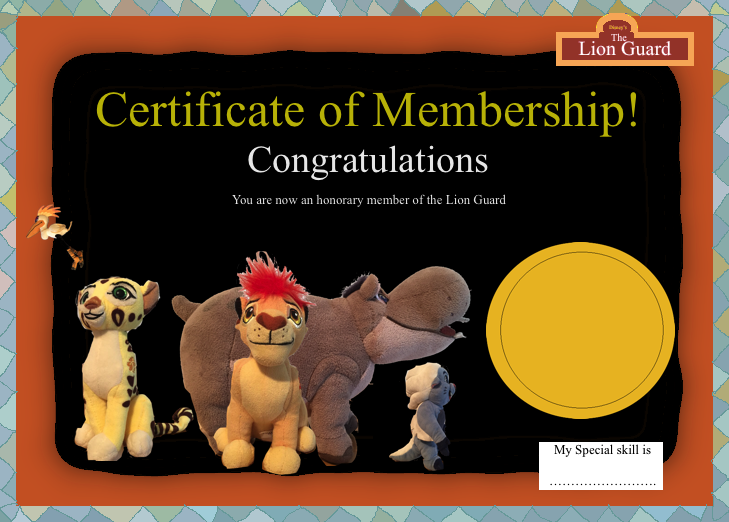 Disney's
The
Lion Guard
Certificate of Membership!
Congratulations
You are now an honorary member of the Lion Guard
My Special skill is
……………………….